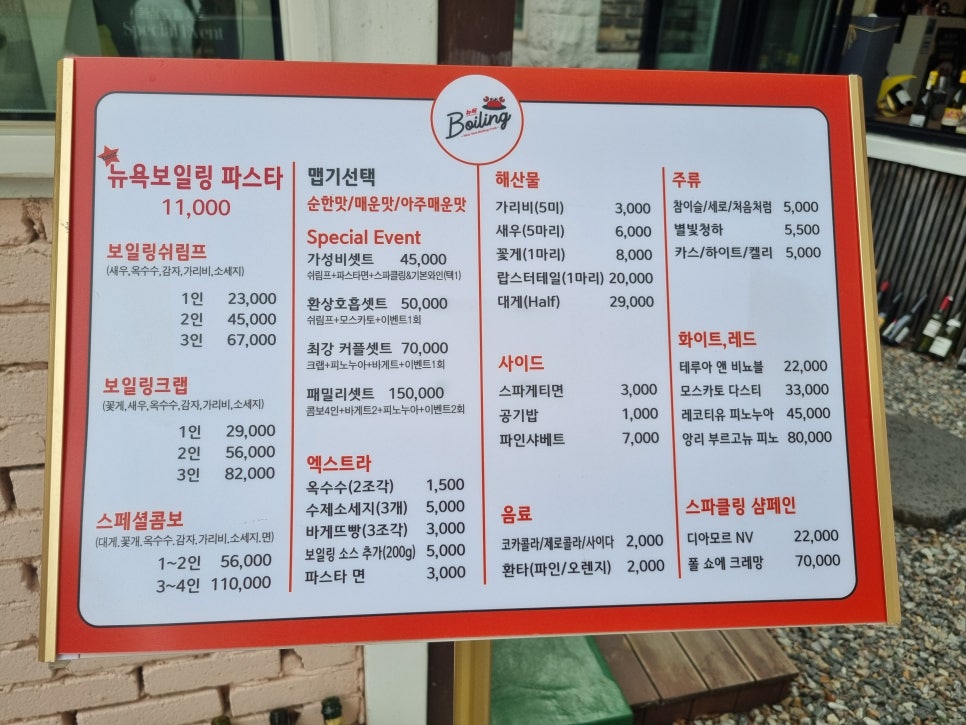 Special Event
뉴욕
Boiling
뉴욕보일링 파스타
11,000
보일링쉬림프
(새우,옥수수,감자,가리비,소세지)
1인 23,000
2인 45,000
3인 67,000
보일링크랩
(꽃게,새우,옥수수,감자,가리비,소세지)
1인 29,000
2인 56,000
3인 82,000
스페셜콤보
(대게,꽃개,옥수수,감자,가리비,소세지,면)
1~2인 56,000
3~4인 110,000
맵기선택
순한맛/매운맛/아주매운맛
Special Event
가성비셋트 45,000
쉬림프+파스타면+스파클링&기본와인(택1)
환상호흡셋트 50,000
쉬림프+모스카토+이벤트1회
최강 커플셋트 70,000
크랩+피노누아+바게트+이벤트1회
패밀리셋트 150,000
콤보4인+바게트2+피노누아+이벤트2회
엑스트라
옥수수(2조각) 1,500
수제소세지(3개) 5,000
바게뜨빵(3조각) 3,000
보일링 소스 추가(200g) 5,000
파스타 면 3,000
해산물
가리비(5미) 3,000
새우(5마리) 6,000
꽃게(1마리) 8,000
랍스터테일(1마리) 20,000
대게(Half) 29,000
사이드
스파게티면 3,000
공기밥 1,000
파인샤베트 7,000
음료
코카콜라/제로콜라/사이다 2,000
환타(파인/오렌지) 2,000
주류
참이슬/세로/처음처럼 5,000
별빛청하 5,500
카스/하이트/켈리 5,000
화이트,레드
테루아 앤 비뇨블 22,000
모스카토 다스티 33,000
레코티유 피노누아 45,000
앙리 부르고뉴 피노 80,000
스파클링 샴페인
디아모르 NV 22,000
폴 쇼에 크레망 70,000